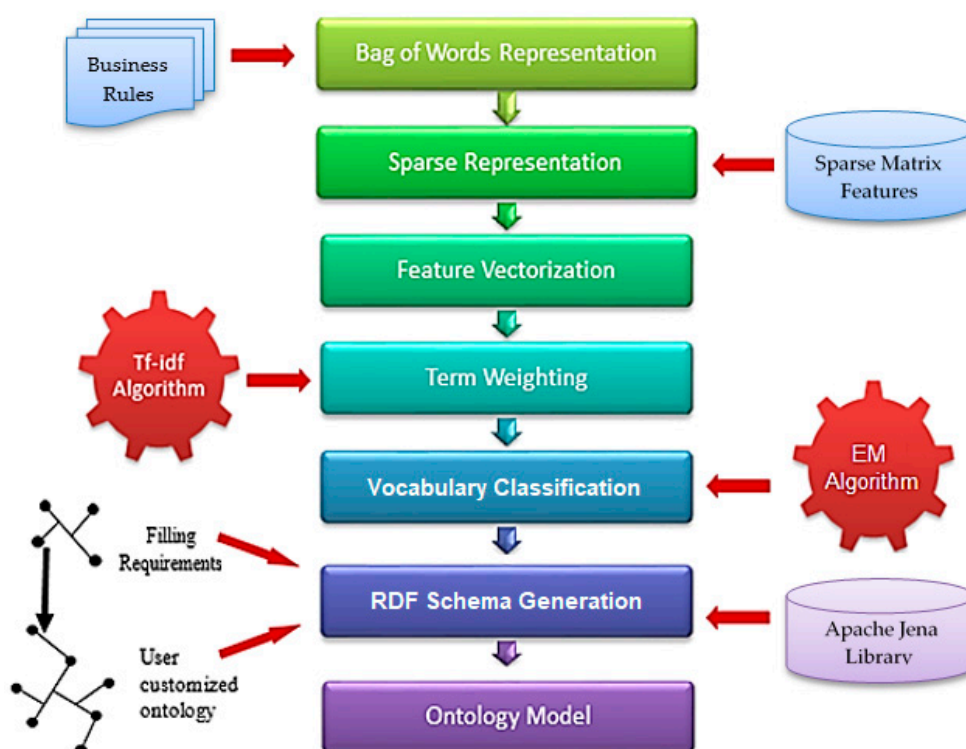 Business
Rules
Bag of Words Representation
Sparse Representation
Sparse Matrix
Features
Feature Vectorization
Tf-idf
Algorithm
Term Weighting
Vocabulary Classification
EM
Algorithm
Filling
Requirements
RDF Schema Generation
Apache Jena
Library
User
customized
ontology
Ontology Model